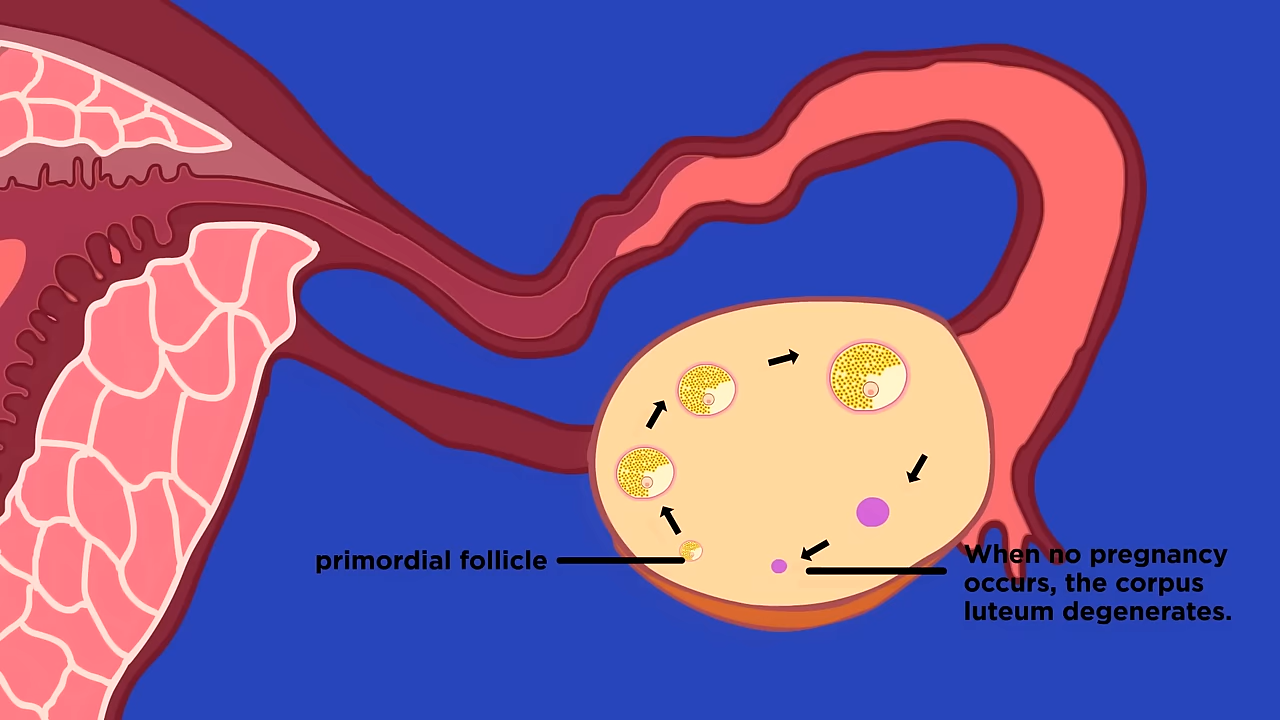 primordial follicle
When no pregnancy
occurs, the corpus
luteum degenerates.